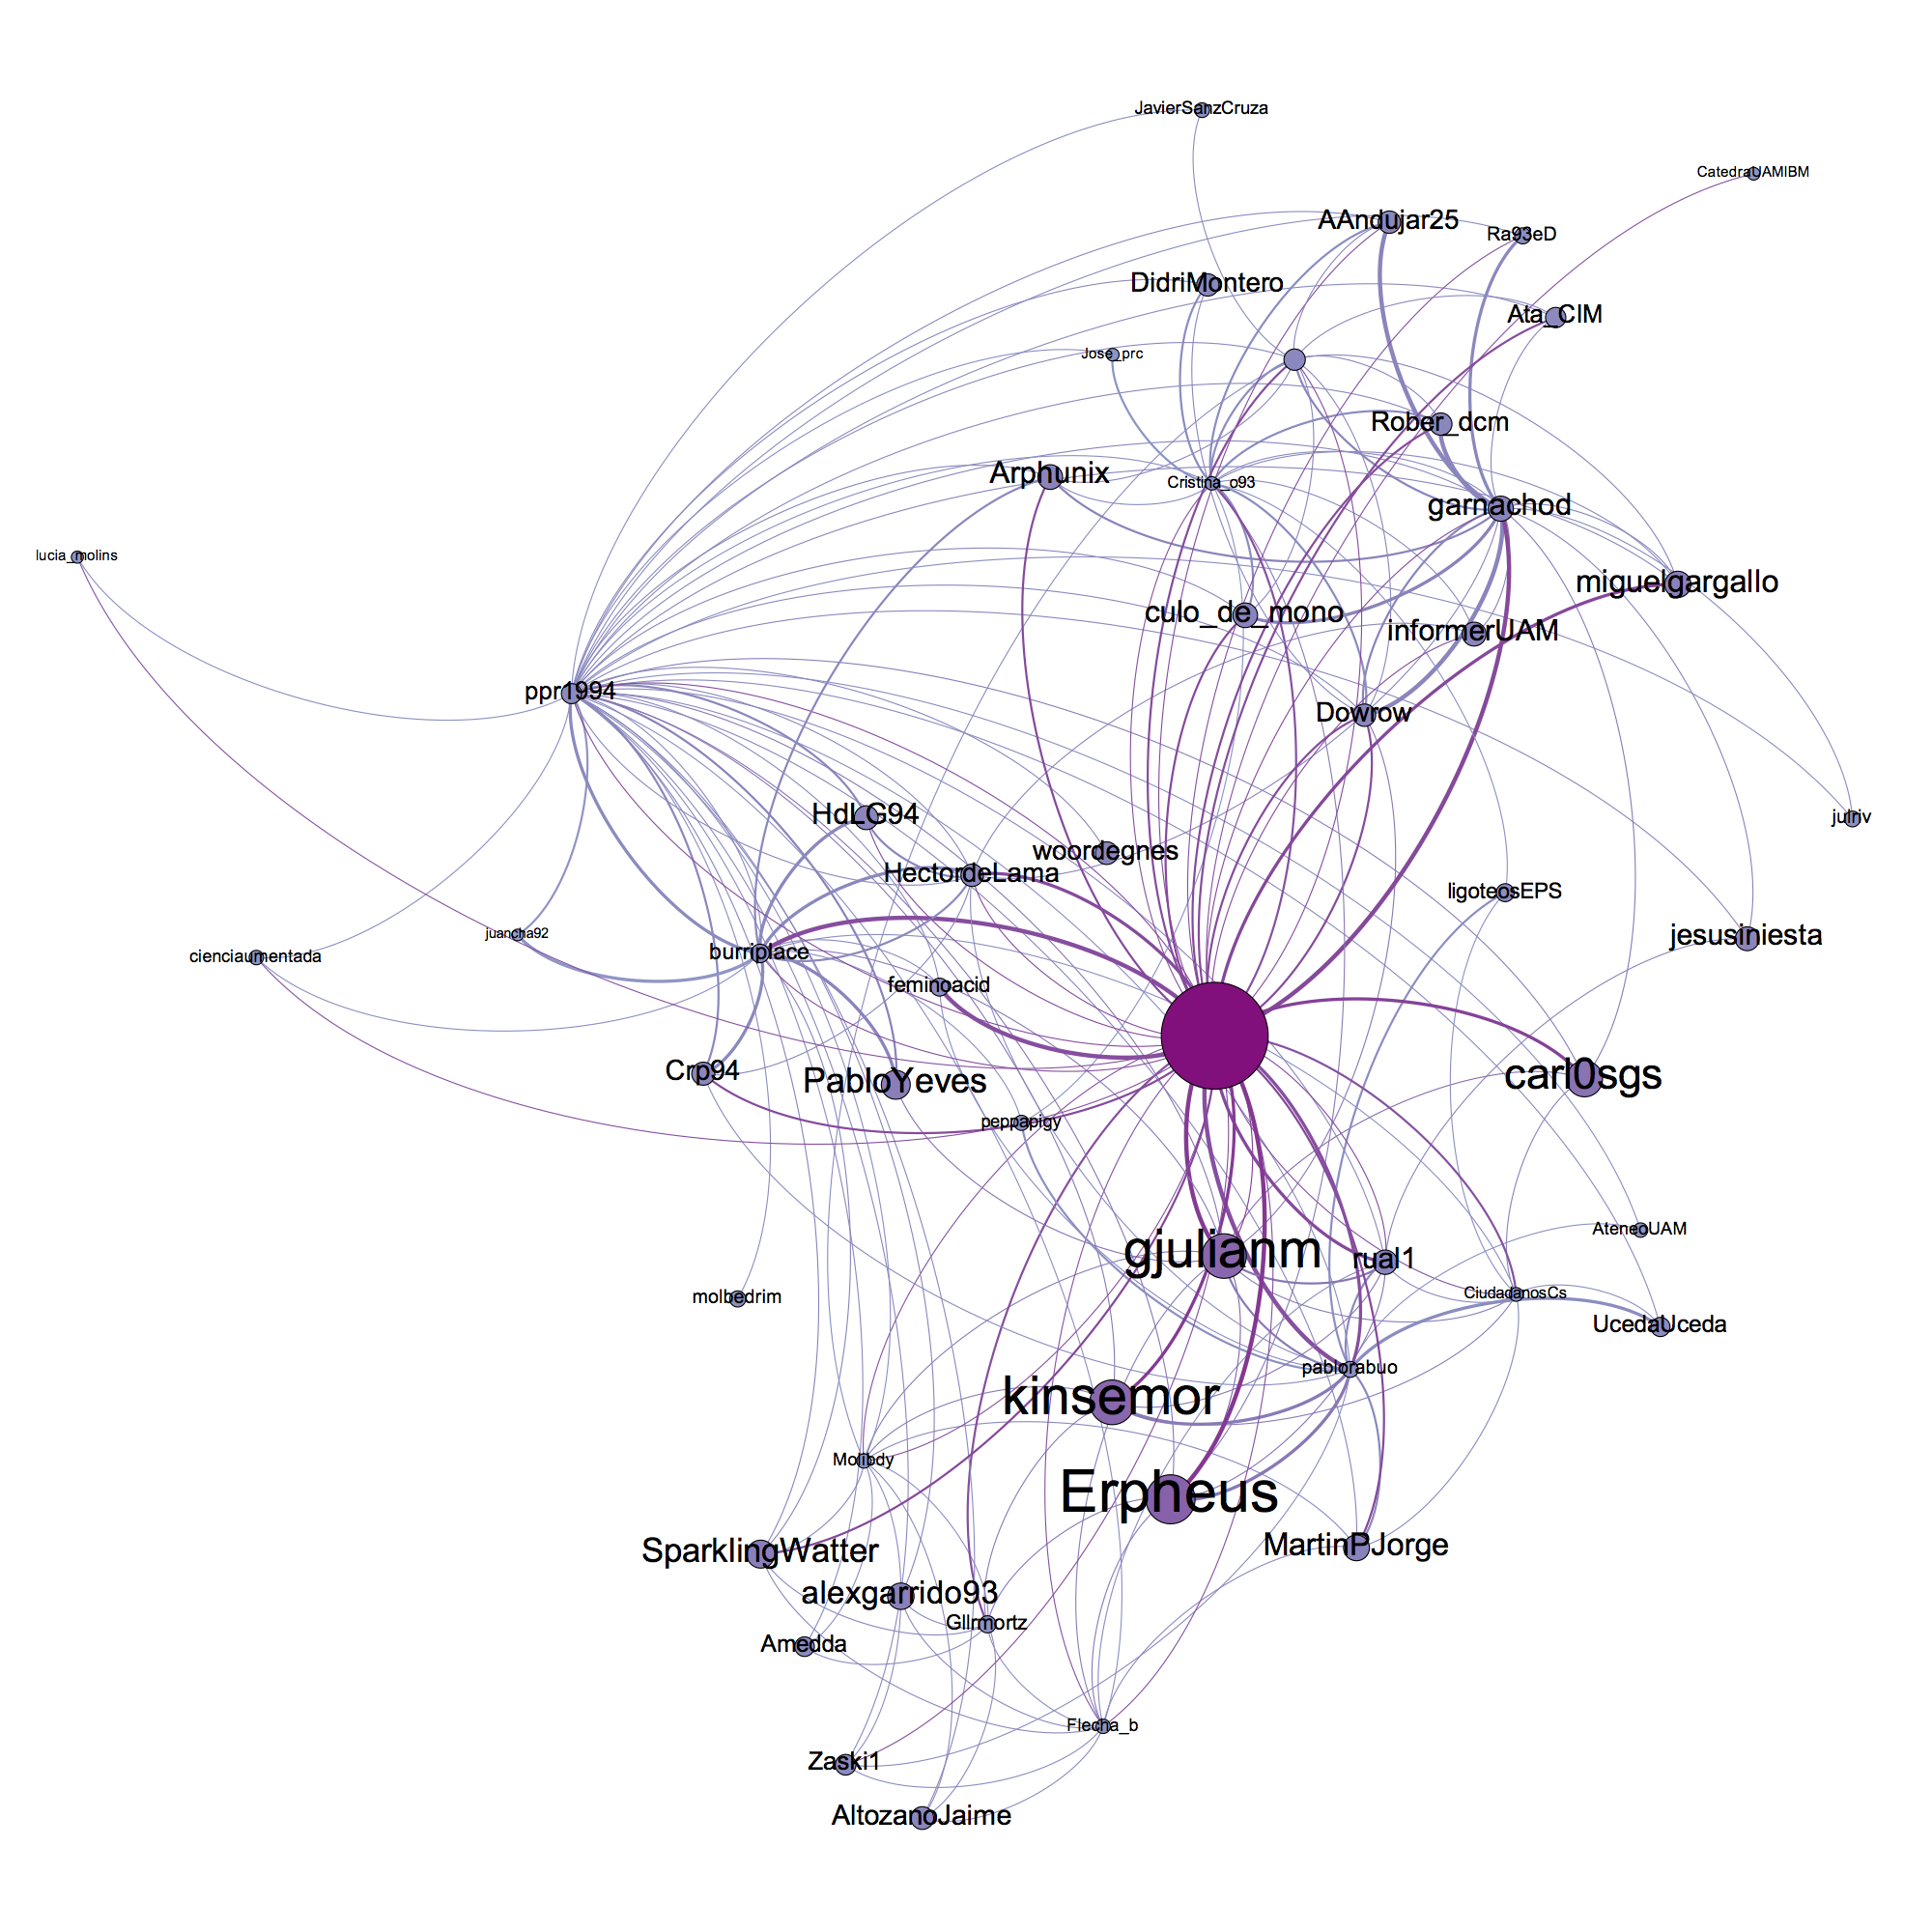 JavierSanzCruza
CatedraUAMIBM
AAndujar25
Ra93eD
DidriMontero
Ata_CIM
Jose_prc
Rober_dcm
Arphunix
Cristina_o93
garnachod
lucia_molins
miguelgargallo
culo_de_mono
informerUAM
ppr1994
Dowrow
HdLG94
julriv
woordegnes
HectordeLama
ligoteosEPS
juancha92
jesusiniesta
burriplace
cienciaumentada
feminoacid
Crp94
PabloYeves
carl0sgs
peppapigy
AteneoUAM
gjulianm
rual1
CiudadanosCs
molbedrim
UcedaUceda
pablorabuo
kinsemor
Molibdy
Erpheus
MartinPJorge
SparklingWatter
alexgarrido93
Gllrmortz
Amedda
Flecha_b
Zaski1
AltozanoJaime